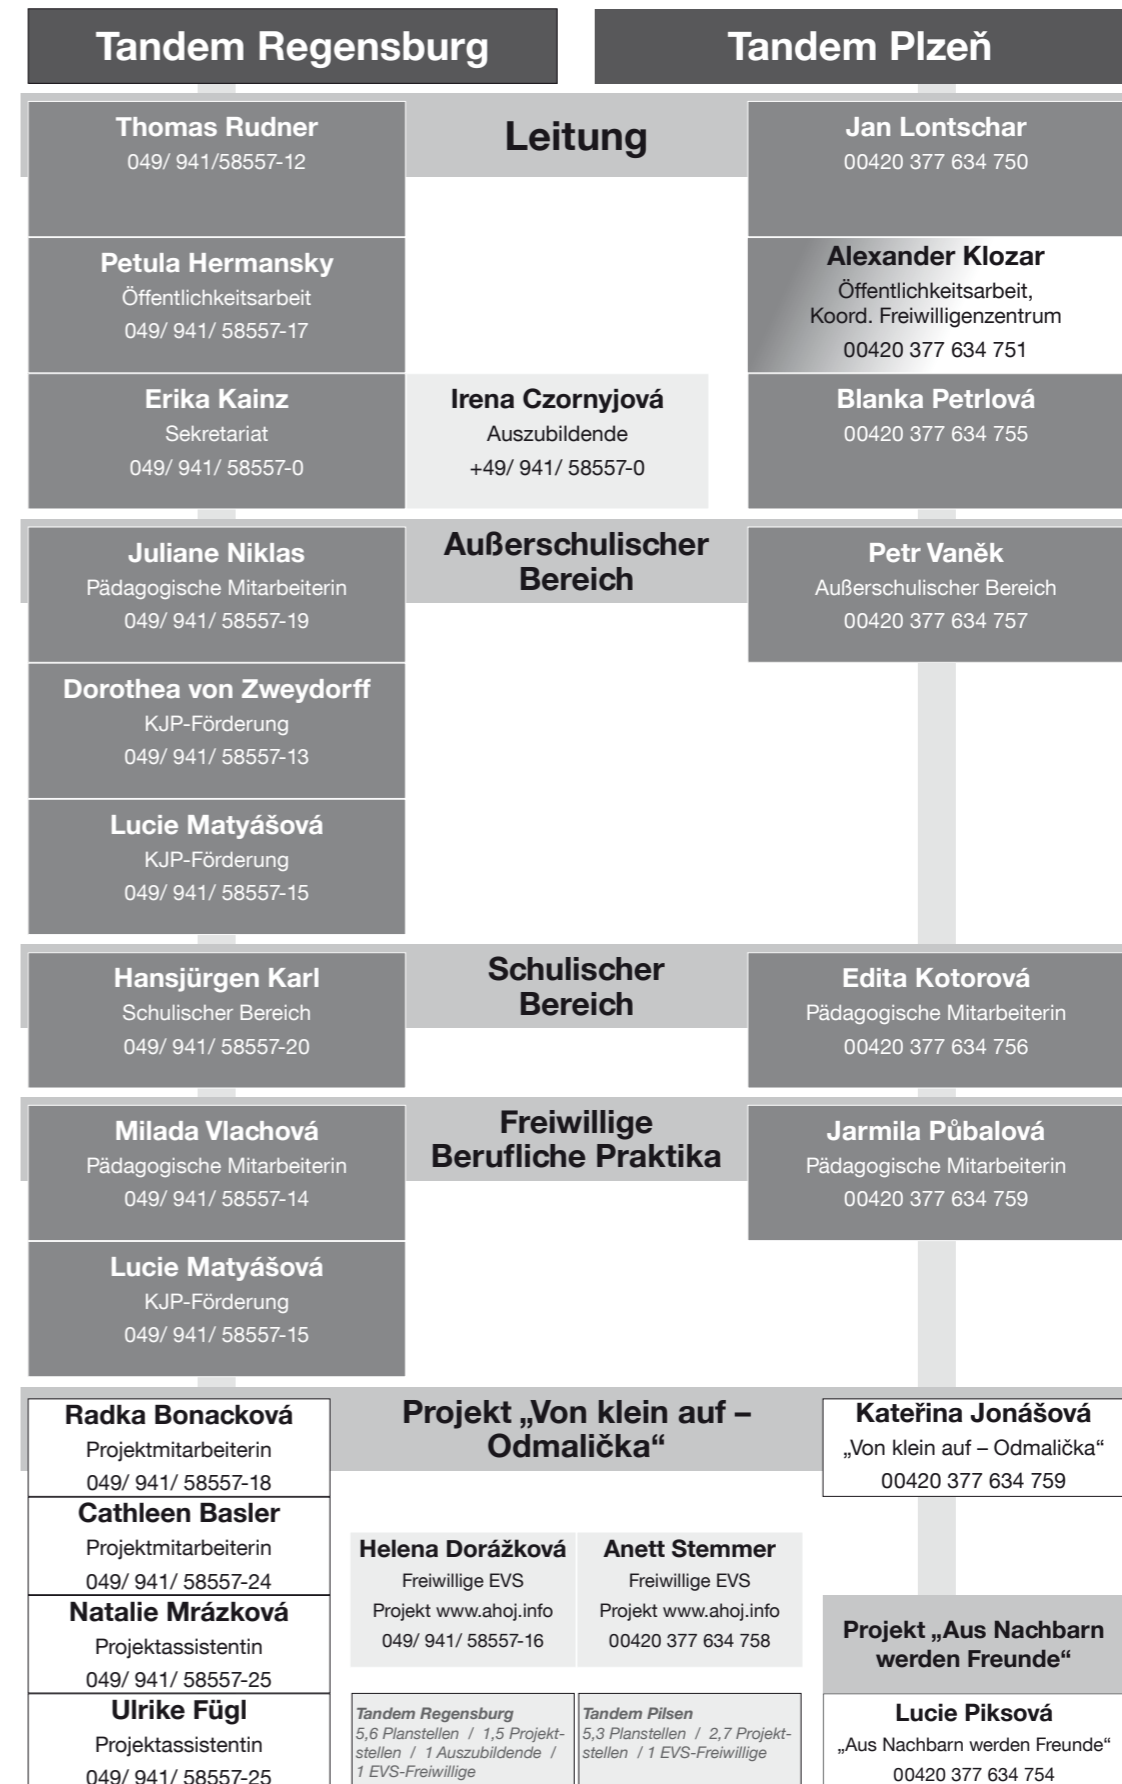 Tandem Regensburg
Tandem Plzeň
Leitung
Thomas Rudner
049/ 941/58557-12
Jan Lontschar
00420 377 634 750
Petula Hermansky
Öffentlichkeitsarbeit
049/ 941/ 58557-17
Alexander Klozar
Öffentlichkeitsarbeit,
Koord. Freiwilligenzentrum
00420 377 634 751
Erika Kainz
Sekretariat
049/ 941/ 58557-0
Irena Czornyjová
Auszubildende
+49/ 941/ 58557-0
Blanka Petrlová
00420 377 634 755
Außerschulischer
Bereich
Juliane Niklas
Pädagogische Mitarbeiterin
049/ 941/ 58557-19
Petr Vaněk
Außerschulischer Bereich
00420 377 634 757
Dorothea von Zweydorff
KJP-Förderung
049/ 941/ 58557-13
Lucie Matyášová
KJP-Förderung
049/ 941/ 58557-15
Schulischer
Bereich
Hansjürgen Karl
Schulischer Bereich
049/ 941/ 58557-20
Edita Kotorová
Pädagogische Mitarbeiterin
00420 377 634 756
Freiwillige
Berufliche Praktika
Milada Vlachová
Pädagogische Mitarbeiterin
049/ 941/ 58557-14
Jarmila Půbalová
Pädagogische Mitarbeiterin
00420 377 634 759
Lucie Matyášová
KJP-Förderung
049/ 941/ 58557-15
Projekt „Von klein auf –
Odmalička“
Radka Bonacková
Projektmitarbeiterin
049/ 941/ 58557-18
Kateřina Jonášová
„Von klein auf – Odmalička“
00420 377 634 759
Cathleen Basler
Projektmitarbeiterin
049/ 941/ 58557-24
Helena Dorážková
Freiwillige EVS
Projekt www.ahoj.info
049/ 941/ 58557-16
Anett Stemmer
Freiwillige EVS
Projekt www.ahoj.info
00420 377 634 758
Natalie Mrázková
Projektassistentin
049/ 941/ 58557-25
Projekt „Aus Nachbarn
werden Freunde“
Ulrike Fügl
Projektassistentin
049/ 941/ 58557-25
Tandem Regensburg
5,6 Planstellen / 1,5 Projekt-
stellen / 1 Auszubildende /
1 EVS-Freiwillige
Tandem Pilsen
5,3 Planstellen / 2,7 Projekt-
stellen / 1 EVS-Freiwillige
Lucie Piksová
„Aus Nachbarn werden Freunde“
00420 377 634 754